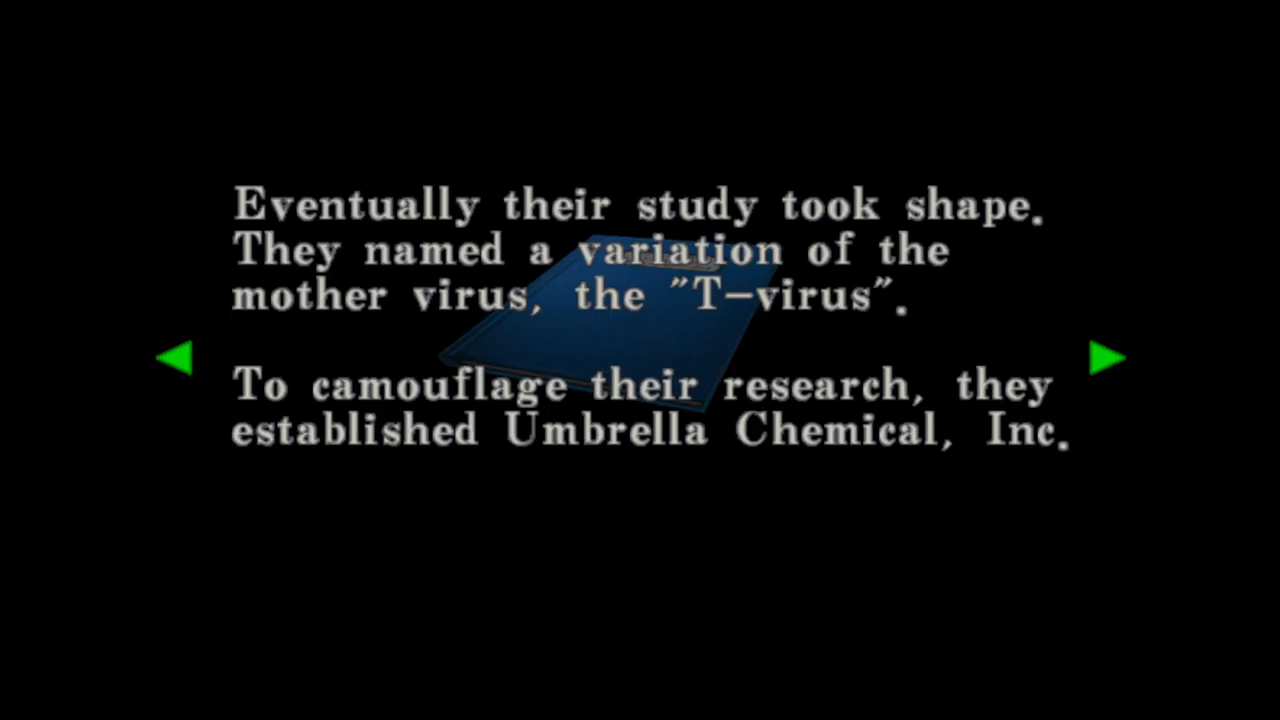 Eventually their study took shape.
They named a variation of the
mother virus, the "T-virus".
To camouflage their research, they
established Umbrella Chemical, Inc.